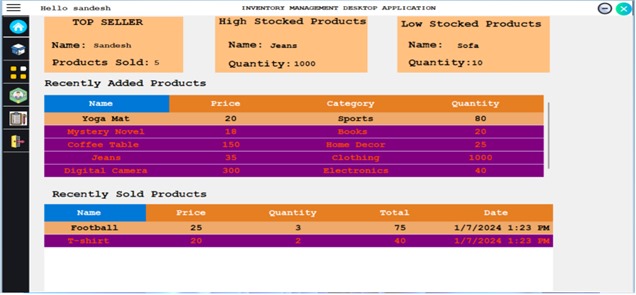 Hello sandesh INVENTORY MANAGEMENT DESKTOP APPLICATION
TOP SELLER High Stocked Products Low Stocked Products
Name: Sandesh Name: Jeans Name: Sofa
Products Sold: 5 Quantity: 1000 Quantity:10
Recently Added Products
Name Price Category Quantity
Yoga Mat 20 Sports 80
Mystery Novel 18 Books 20
Coffee Table 150 Home Decor 25
Jeans 35 Clothing 1000
Digital Camera 300 Electronics 40
Recently Sold Products
Name Price Quantity Total Date
Football 25 3 75 1/7/2024 1:23 PM
T-shirt 20 2 40 1/7/2024 1:23 PM